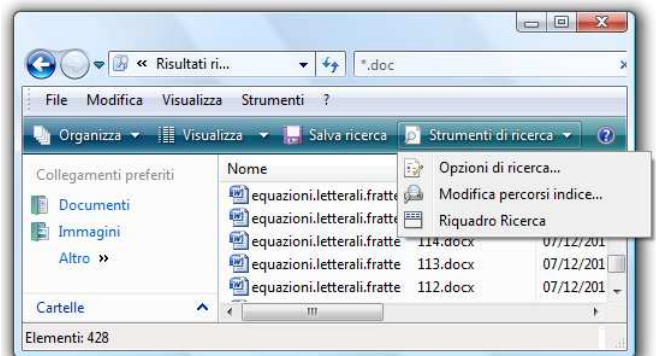 « Risultati ri... *.doc
File Modifica Visualizza Strumenti ?
Organizza Visualizza Salva ricerca Strumenti di ricerca ?
Collegamenti preferiti
Documenti
Immagini
Altro »
Cartelle
Nome
equazioni.letterali.fratte
equazioni.letterali.fratte
equazioni.letterali.fratte 114.docx 07/12/201
equazioni.letterali.fratte 113.docx 07/12/201
equazioni.letterali.fratte 112.docx 07/12/201
Opzioni di ricerca...
Modifica percorsi indice...
Riquadro Ricerca
Elementi: 428